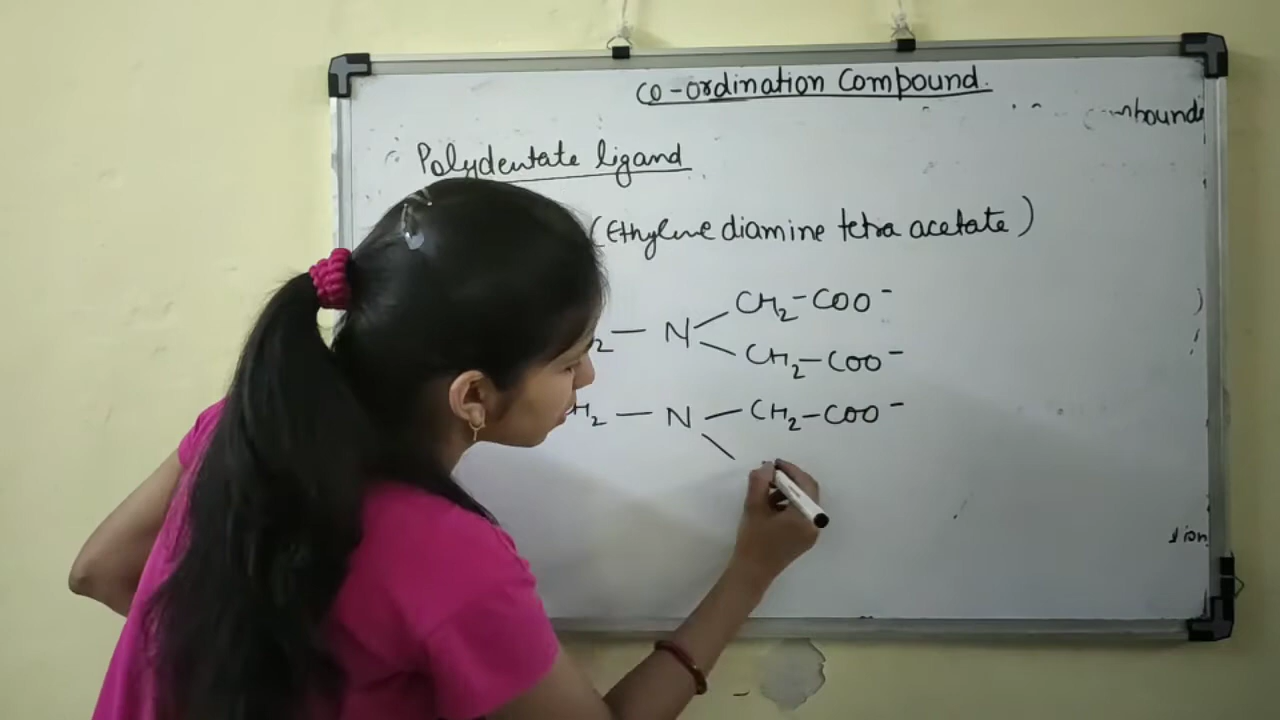 Co-ordination Compound.
Polydentate ligand
(Ethylene diamine tetra acetate)
CH2-COO-
2 — N
CH2-COO-
H2 — N — CH2-COO-